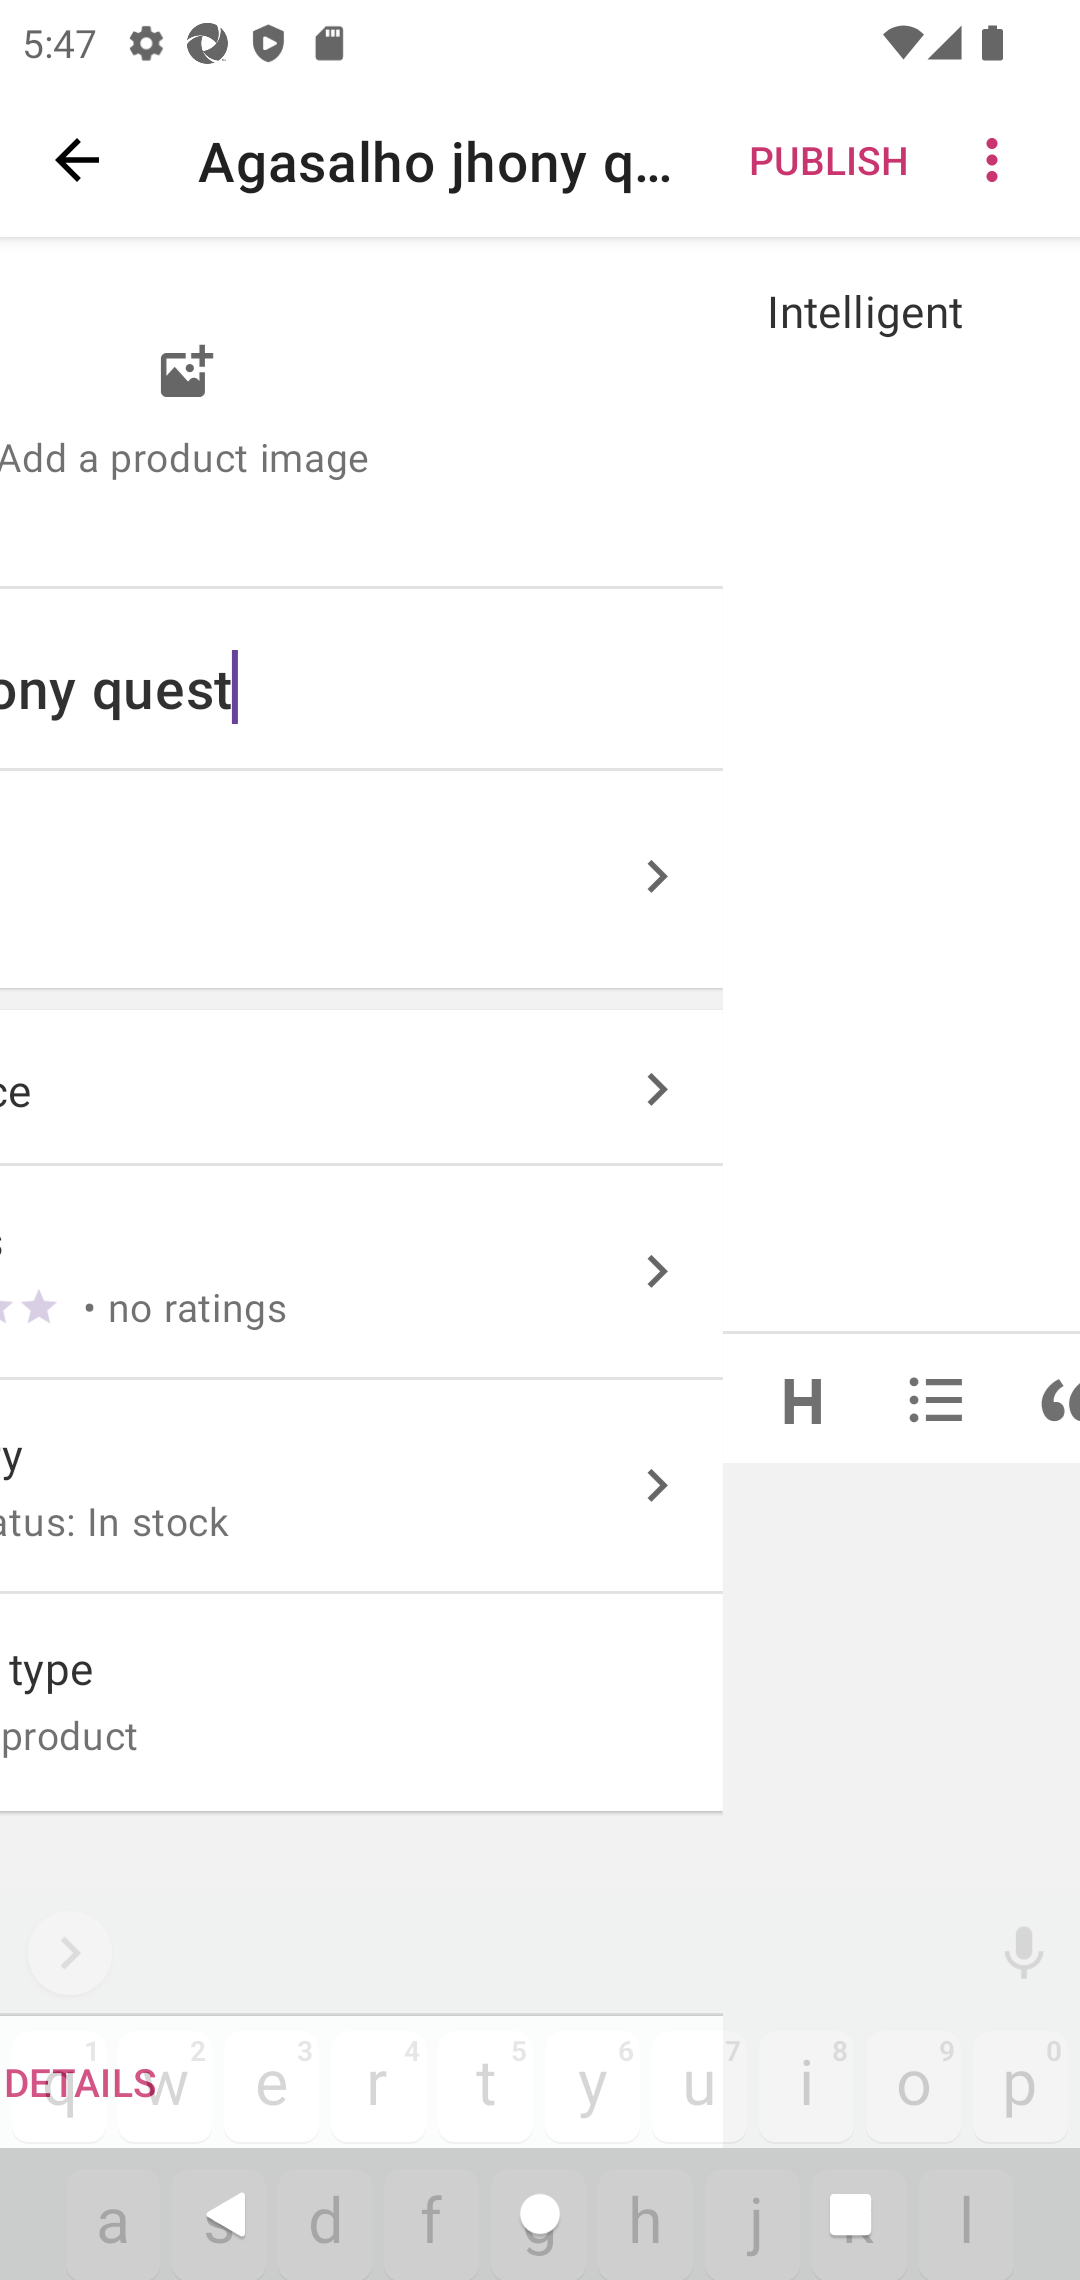 5:47
Agasalho jhony q...
PUBLISH
Intelligent
Add a product image
ony quest
ce
s
• no ratings
H
y
atus: In stock
type
product
DETAILS
1 2 3 4 5 6 7 8 9 0
q w e r t y u i o p
a s d f g h j k l